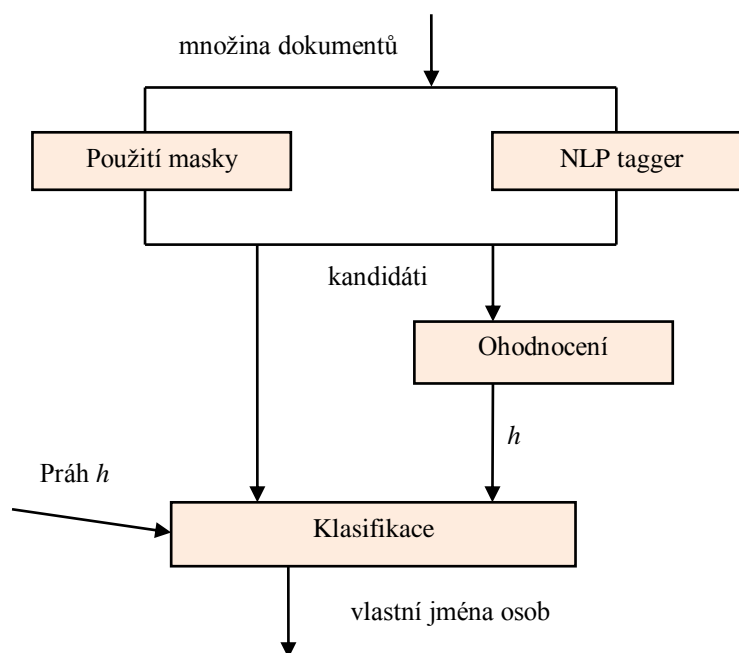 množina dokumentů
Použití masky
NLP tagger
kandidáti
Ohodnocení
h
Práh h
Klasifikace
vlastní jména osob